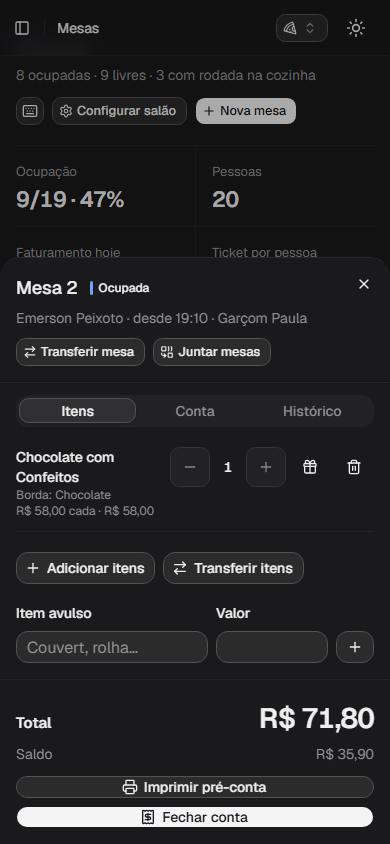 Mesas
8 ocupadas · 9 livres · 3 com rodada na cozinha
Configurar salão
Nova mesa
Ocupação
Pessoas
9/19 · 47%
20
Faturamento hoje
Ticket por pessoa
Mesa 2
Ocupada
Emerson Peixoto · desde 19:10 · Garçom Paula
Transferir mesa
Juntar mesas
Itens
Conta
Histórico
Chocolate com
Confeitos
1
Borda: Chocolate
R$ 58,00 cada · R$ 58,00
Adicionar itens
Transferir itens
Item avulso
Valor
Couvert, rolha...
Total
R$ 71,80
Saldo
R$ 35,90
Imprimir pré-conta
Fechar conta